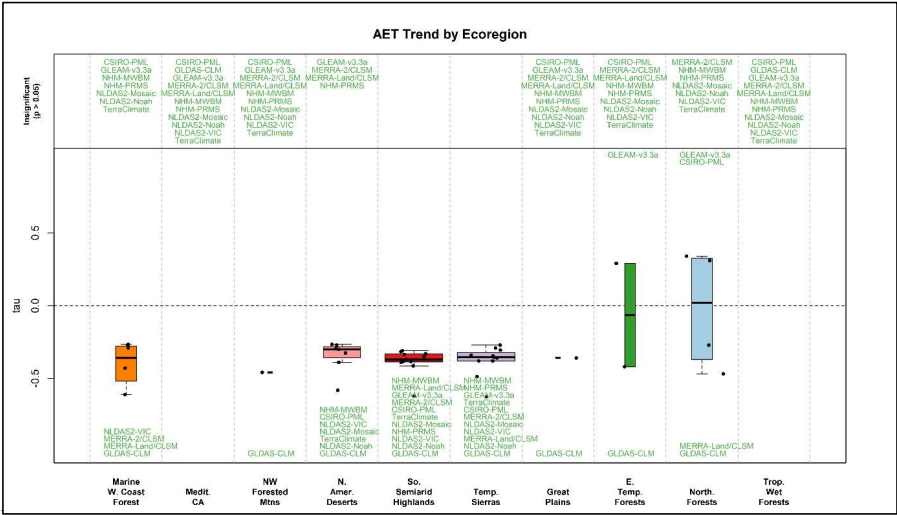 AET Trend by Ecoregion
Insignificant
(p > 0.05)
CSIRO-PML
GLEAM-v3.3a
NHM-MWBM
NHM-PRMS
NLDAS2-Mosaic
NLDAS2-Noah
TerraClimate
CSIRO-PML
GLDAS-CLM
GLEAM-v3.3a
MERRA-2/CLSM
MERRA-Land/CLSM
NHM-MWBM
NHM-PRMS
NLDAS2-Mosaic
NLDAS2-Noah
NLDAS2-VIC
TerraClimate
CSIRO-PML
GLEAM-v3.3a
MERRA-2/CLSM
MERRA-Land/CLSM
NHM-MWBM
NHM-PRMS
NLDAS2-Mosaic
NLDAS2-Noah
NLDAS2-VIC
TerraClimate
GLEAM-v3.3a
MERRA-2/CLSM
MERRA-Land/CLSM
NHM-PRMS
CSIRO-PML
GLEAM-v3.3a
MERRA-2/CLSM
MERRA-Land/CLSM
NHM-MWBM
NHM-PRMS
NLDAS2-Mosaic
NLDAS2-Noah
NLDAS2-VIC
TerraClimate
CSIRO-PML
MERRA-2/CLSM
MERRA-Land/CLSM
NHM-MWBM
NHM-PRMS
NLDAS2-Mosaic
NLDAS2-Noah
NLDAS2-VIC
TerraClimate
MERRA-2/CLSM
NHM-MWBM
NHM-PRMS
NLDAS2-Mosaic
NLDAS2-Noah
NLDAS2-VIC
TerraClimate
CSIRO-PML
GLDAS-CLM
GLEAM-v3.3a
MERRA-2/CLSM
MERRA-Land/CLSM
NHM-MWBM
NHM-PRMS
NLDAS2-Mosaic
NLDAS2-Noah
NLDAS2-VIC
TerraClimate
GLEAM-v3.3a
GLEAM-v3.3a
CSIRO-PML
tau
0.5
0.0
-0.5
NLDAS2-VIC
MERRA-2/CLSM
MERRA-Land/CLSM
GLDAS-CLM
GLDAS-CLM
NHM-MWBM
CSIRO-PML
NLDAS2-VIC
NLDAS2-Mosaic
TerraClimate
NLDAS2-Noah
GLDAS-CLM
NHM-MWBM
MERRA-Land/CLSM
GLEAM-v3.3a
MERRA-2/CLSM
CSIRO-PML
TerraClimate
NLDAS2-Mosaic
NHM-PRMS
NLDAS2-VIC
NLDAS2-Noah
GLDAS-CLM
NHM-MWBM
NHM-PRMS
GLEAM-v3.3a
TerraClimate
CSIRO-PML
MERRA-2/CLSM
NLDAS2-Mosaic
NLDAS2-VIC
MERRA-Land/CLSM
NLDAS2-Noah
GLDAS-CLM
GLDAS-CLM
GLDAS-CLM
MERRA-Land/CLSM
GLDAS-CLM
Marine
W. Coast
Forest
Medit.
CA
NW
Forested
Mtns
N.
Amer.
Deserts
So.
Semiarid
Highlands
Temp.
Sierras
Great
Plains
E.
Temp.
Forests
North.
Forests
Trop.
Wet
Forests